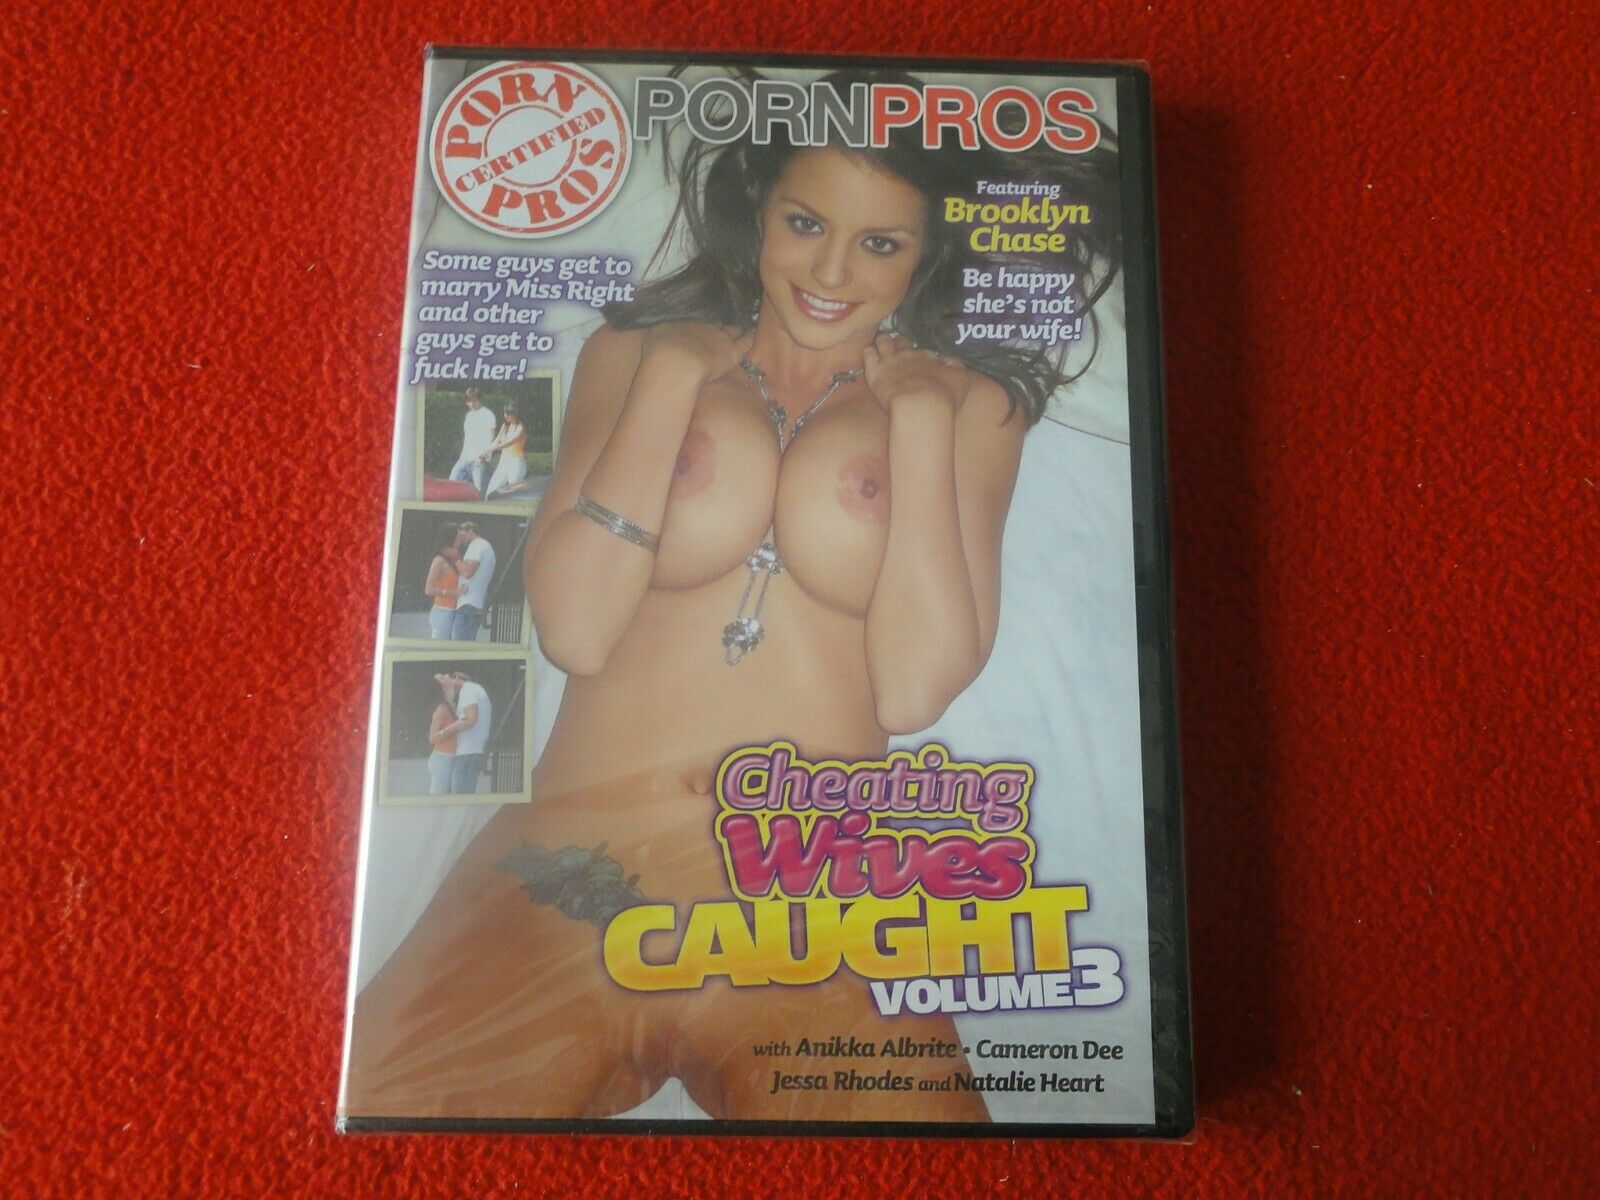 PORN
CERTIFIED
PROS
PORNPROS
Featuring
Brooklyn
Chase
Be happy
she's not
your wife!
Some guys get to
marry Miss Right
and other
guys get to
fuck her!
Cheating
Wives
CAUGHT
VOLUME 3
with Anikka Albrite • Cameron Dee
Jessa Rhodes and Natalie Heart